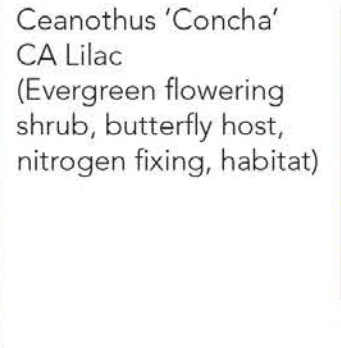 Ceanothus ‘Concha’
CA Lilac
(Evergreen flowering
shrub, butterfly host,
nitrogen fixing, habitat)